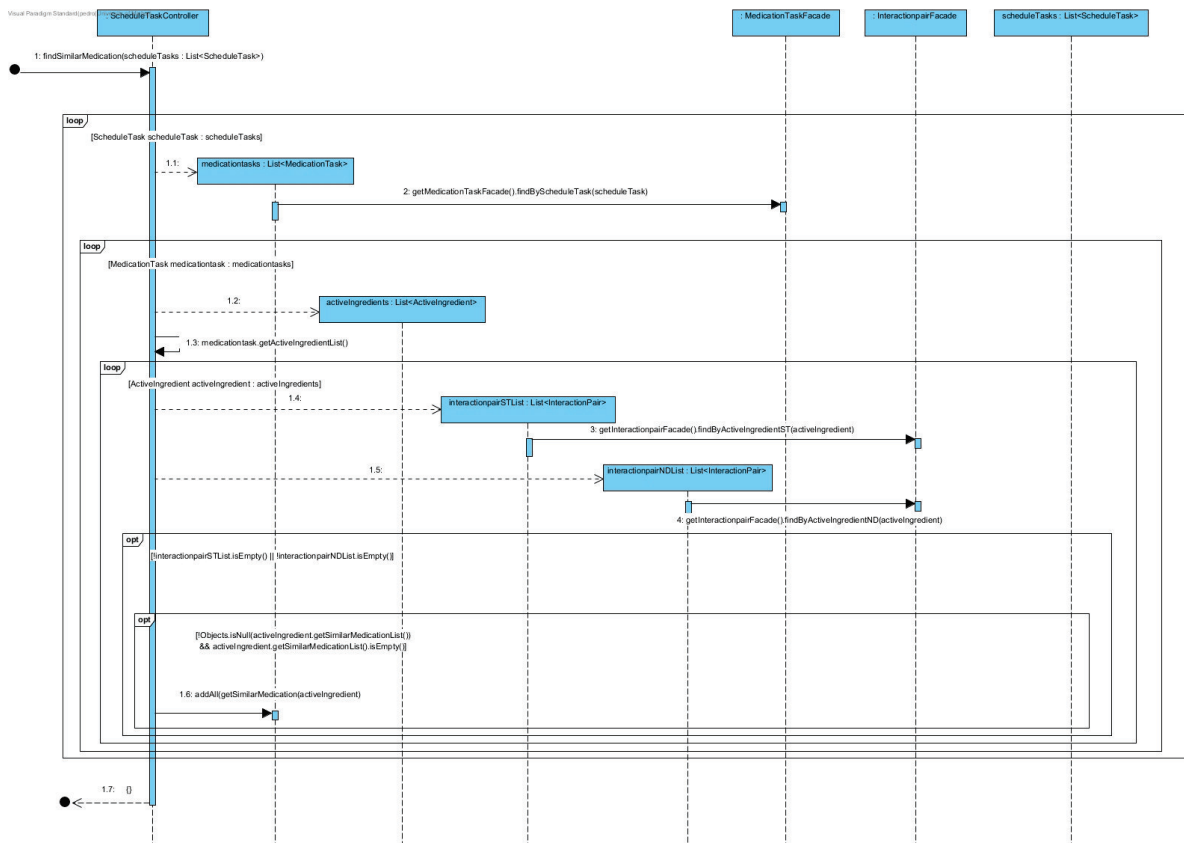 Visual Paradigm Standard(pedro(
: ScheduleTaskController
: MedicationTaskFacade
: InteractionpairFacade
scheduleTasks : List<ScheduleTask>
1: findSimilarMedication(scheduleTasks : List<ScheduleTask>)
loop
[ScheduleTask scheduleTask : scheduleTasks]
1.1:
medicationtasks : List<MedicationTask>
2: getMedicationTaskFacade().findByScheduleTask(scheduleTask)
loop
[MedicationTask medicationtask : medicationtasks]
1.2:
activeIngredients : List<ActiveIngredient>
1.3: medicationtask.getActiveIngredientList()
loop
[ActiveIngredient activeIngredient : activeIngredients]
1.4:
interactionpairSTList : List<InteractionPair>
3: getInteractionpairFacade().findByActiveIngredientST(activeIngredient)
1.5:
interactionpairNDList : List<InteractionPair>
4: getInteractionpairFacade().findByActiveIngredientND(activeIngredient)
opt
[!interactionpairSTList.isEmpty() || !interactionpairNDList.isEmpty()]
opt
[!Objects.isNull(activeIngredient.getSimilarMedicationList())
&& activeIngredient.getSimilarMedicationList().isEmpty()]
1.6: addAll(getSimilarMedication(activeIngredient)
1.7: {}